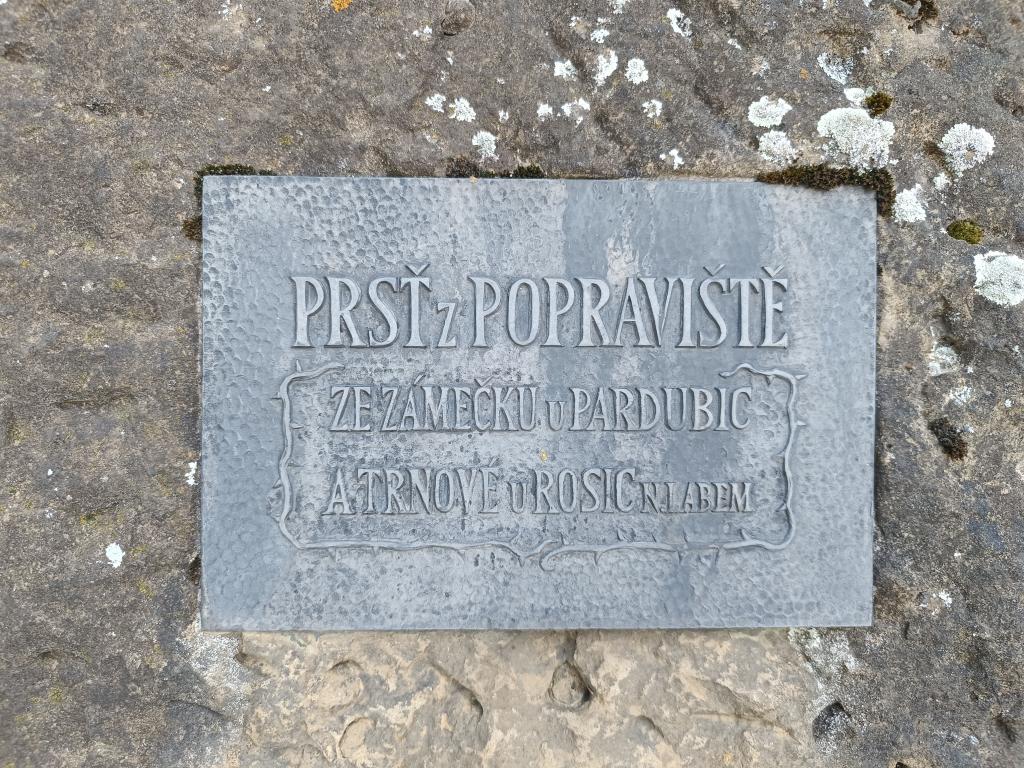 PRSŤ z POPRAVIŠTĚ
ZE ZÁMEČKU U PARDUBIC
A TRNOVÉ U ROSIC N.LABEM